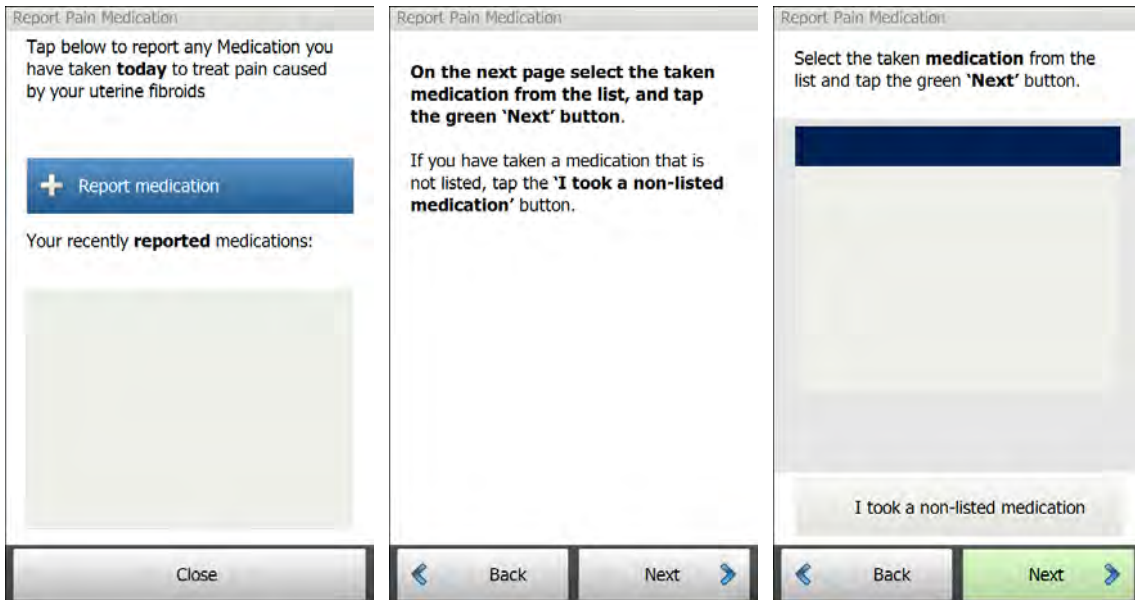 Report Pain Medication
Tap below to report any Medication you
have taken today to treat pain caused
by your uterine fibroids
Report medication
Your recently reported medications:
Close
Report Pain Medication
On the next page select the taken
medication from the list, and tap
the green ‘Next’ button.
If you have taken a medication that is
not listed, tap the ‘I took a non-listed
medication’ button.
Back
Next
Report Pain Medication
Select the taken medication from the
list and tap the green ‘Next’ button.
I took a non-listed medication
Back
Next